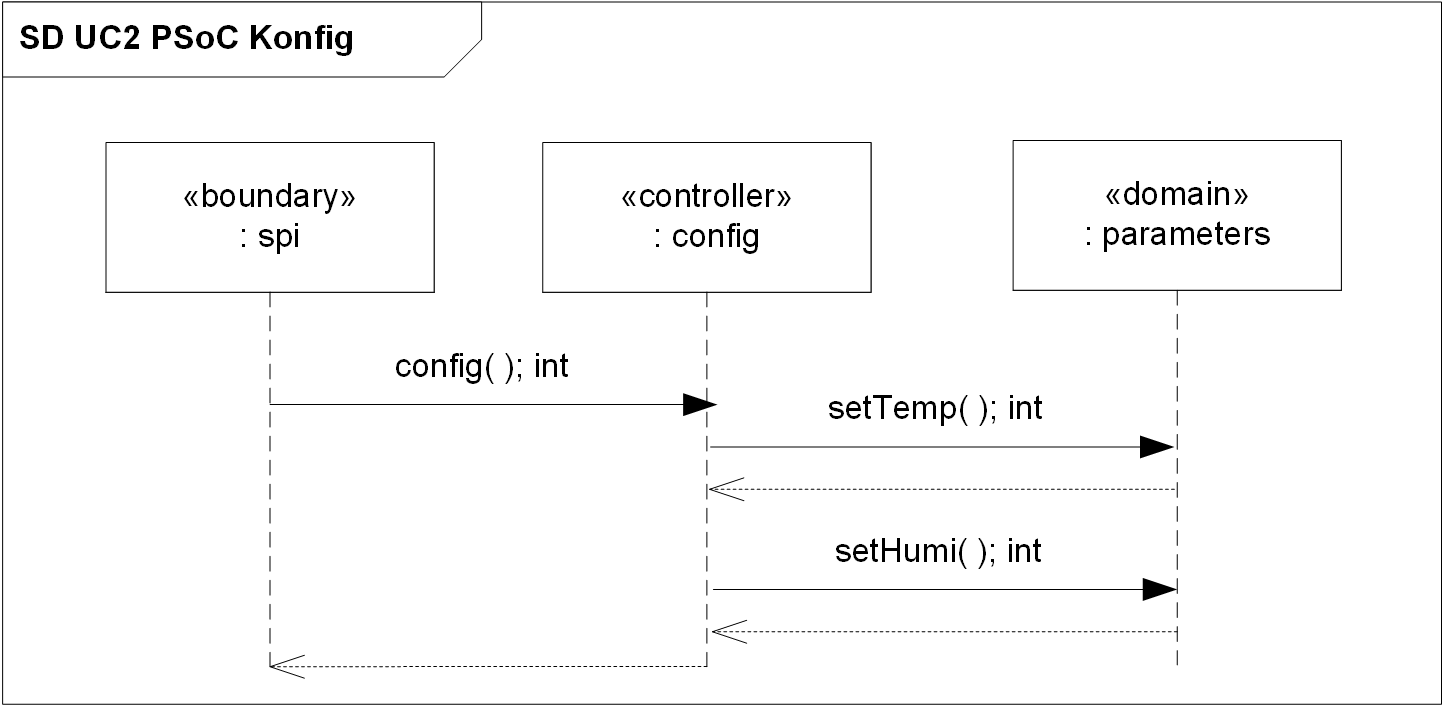 SD UC2 PSoC Konfig
«boundary»
: spi
«controller»
: config
«domain»
: parameters
config( ); int
setTemp( ); int
setHumi( ); int